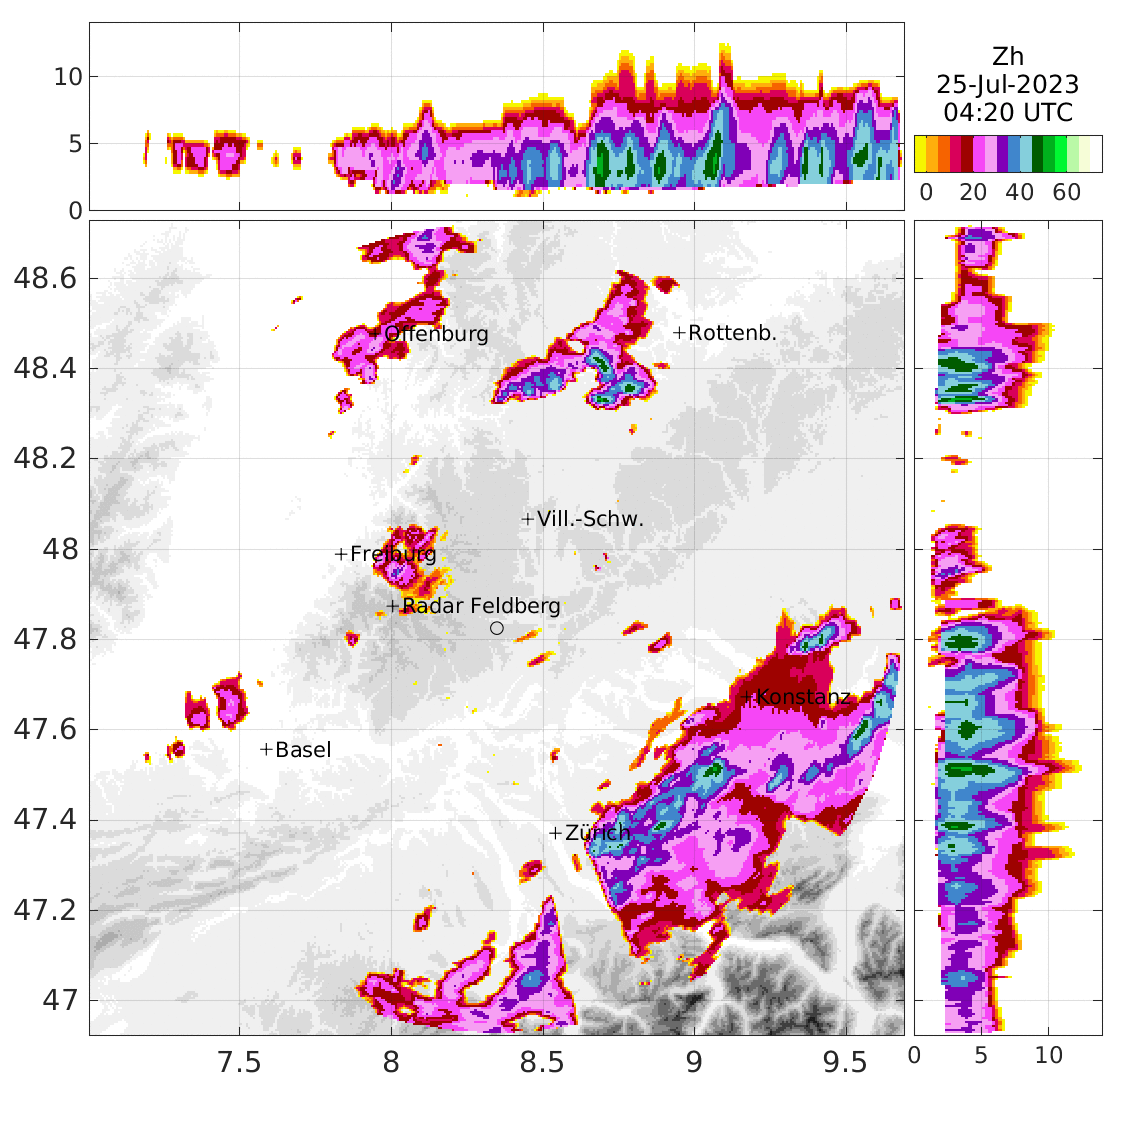 10
5
0
Zh
25-Jul-2023
04:20 UTC
0 20 40 60
48.6
48.4
48.2
48
47.8
47.6
47.4
47.2
47
Offenburg
Rottenb.
Vill.-Schw.
Freiburg
Radar Feldberg
Konstanz
Basel
Zürich
7.5 8 8.5 9 9.5
0 5 10